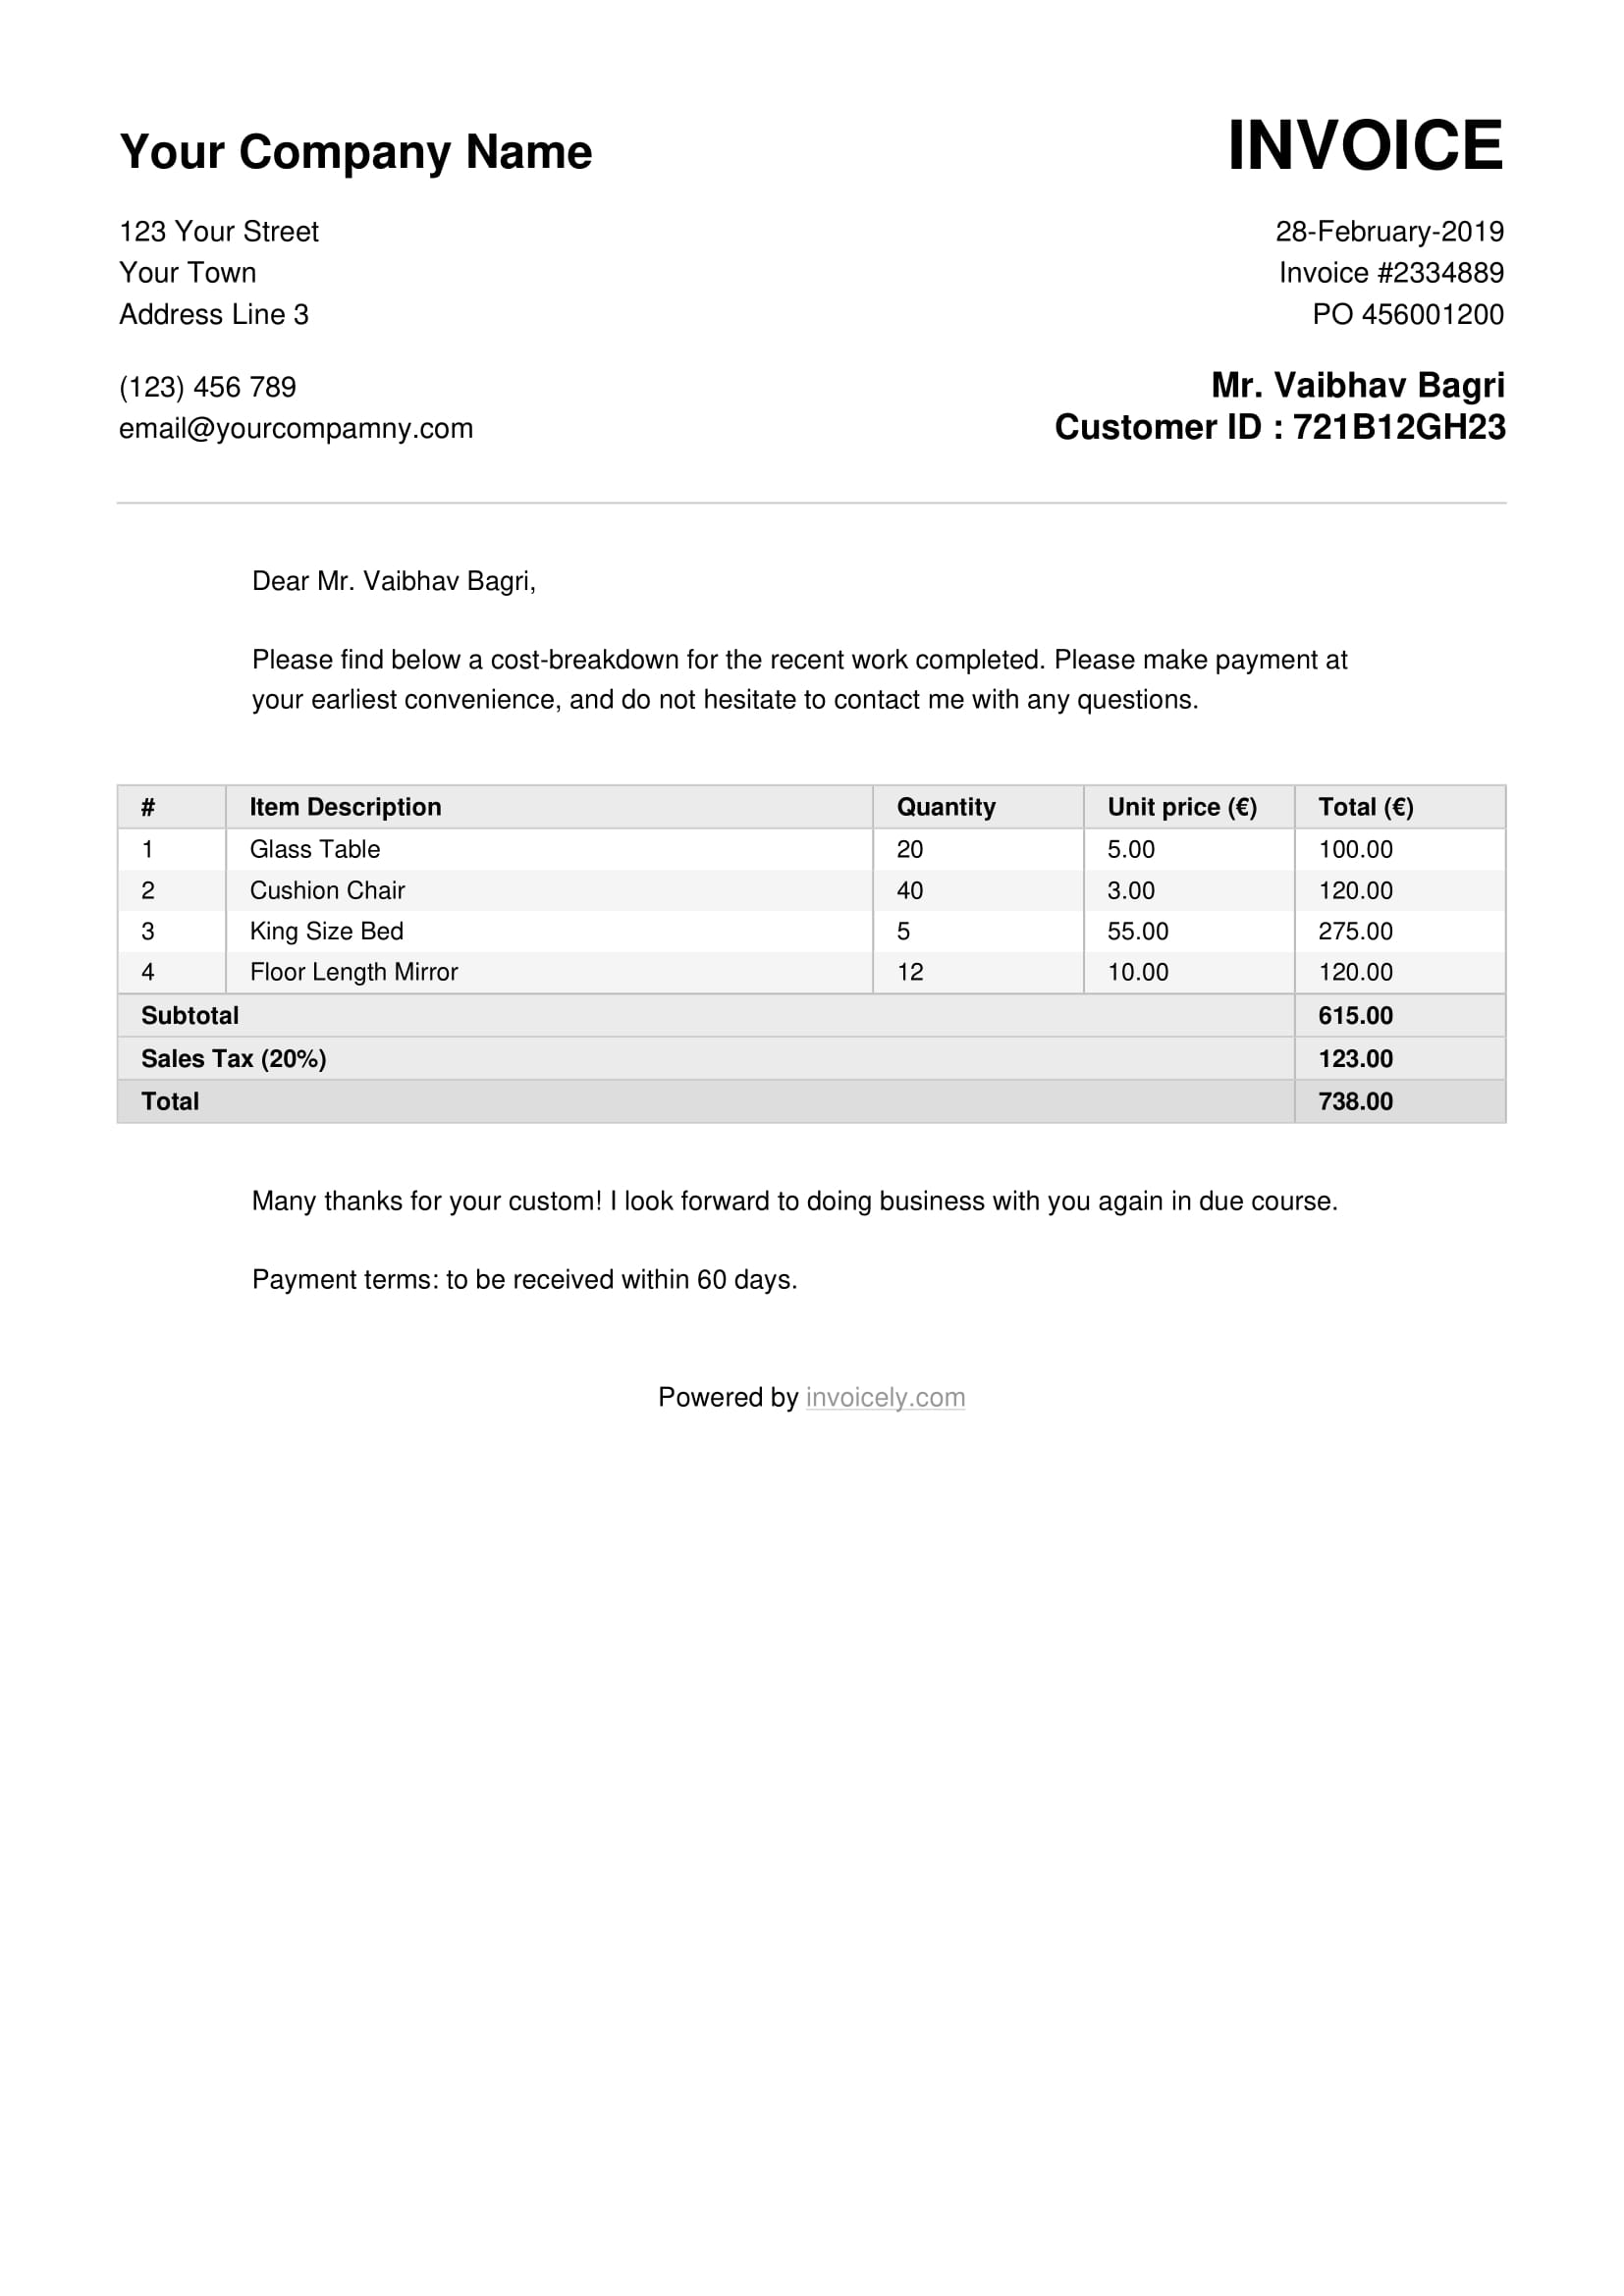 Your Company Name
INVOICE
123 Your Street
Your Town
Address Line 3
28-February-2019
Invoice #2334889
PO 456001200
(123) 456 789
email@yourcompamny.com
Mr. Vaibhav Bagri
Customer ID : 721B12GH23
Dear Mr. Vaibhav Bagri,
Please find below a cost-breakdown for the recent work completed. Please make payment at
your earliest convenience, and do not hesitate to contact me with any questions.
# Item Description Quantity Unit price (€) Total (€)
1 Glass Table 20 5.00 100.00
2 Cushion Chair 40 3.00 120.00
3 King Size Bed 5 55.00 275.00
4 Floor Length Mirror 12 10.00 120.00
Subtotal 615.00
Sales Tax (20%) 123.00
Total 738.00
Many thanks for your custom! I look forward to doing business with you again in due course.
Payment terms: to be received within 60 days.
Powered by invoicely.com